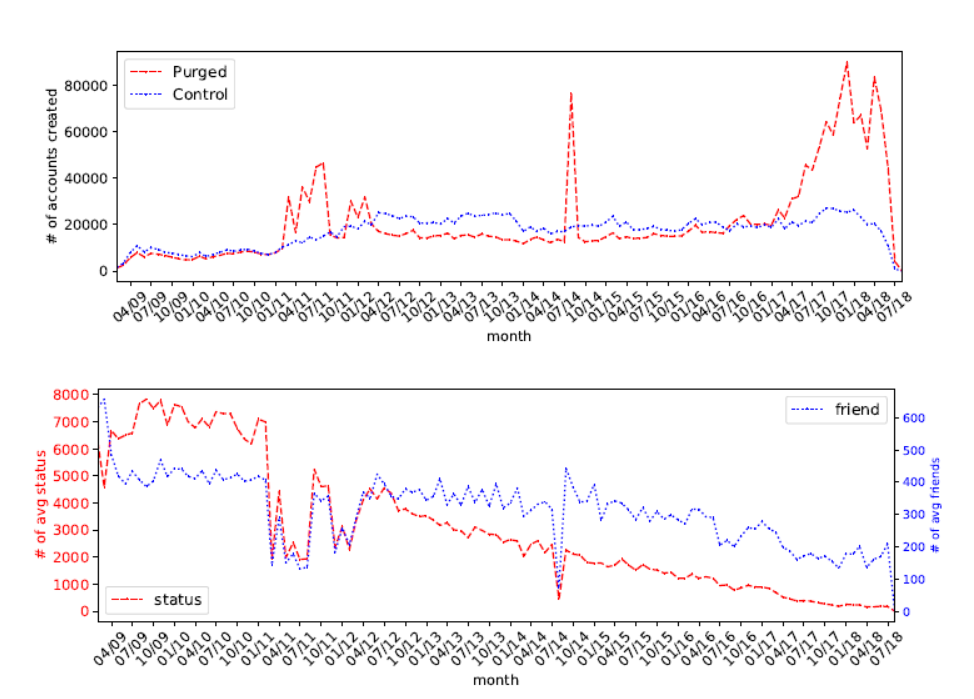 Purged
Control
# of accounts created
80000
60000
40000
20000
0
04/09 07/09 10/09 01/10 04/10 07/10 10/10 01/11 04/11 07/11 10/11 01/12 04/12 07/12 10/12 01/13 04/13 07/13 10/13 01/14 04/14 07/14 10/14 01/15 04/15 07/15 10/15 01/16 04/16 07/16 10/16 01/17 04/17 07/17 10/17 01/18 04/18 07/18
month
friend
status
# of avg status
8000
7000
6000
5000
4000
3000
2000
1000
0
# of avg friends
600
500
400
300
200
100
0
04/09 07/09 10/09 01/10 04/10 07/10 10/10 01/11 04/11 07/11 10/11 01/12 04/12 07/12 10/12 01/13 04/13 07/13 10/13 01/14 04/14 07/14 10/14 01/15 04/15 07/15 10/15 01/16 04/16 07/16 10/16 01/17 04/17 07/17 10/17 01/18 04/18 07/18
month